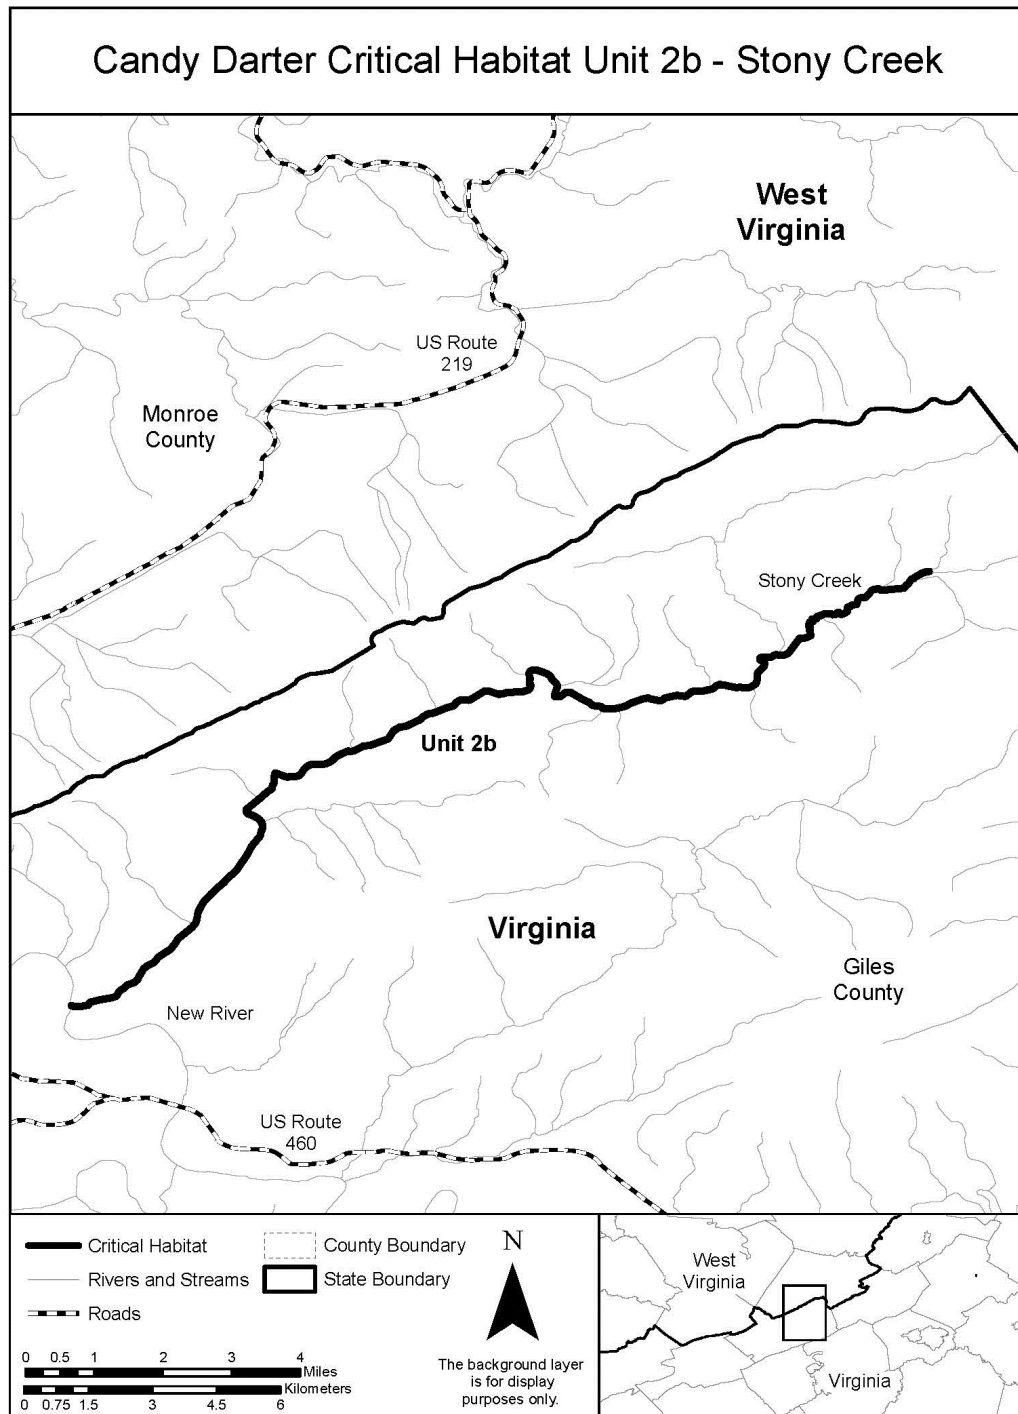 Candy Darter Critical Habitat Unit 2b - Stony Creek
West
Virginia
US Route
219
Monroe
County
Stony Creek
Unit 2b
Virginia
Giles
County
New River
US Route
460
Critical Habitat
Rivers and Streams
Roads
County Boundary
State Boundary
N
0 0.5 1 2 3 4
Miles
Kilometers
0 0.75 1.5 3 4.5 6
The background layer
is for display
purposes only.
West
Virginia
Virginia